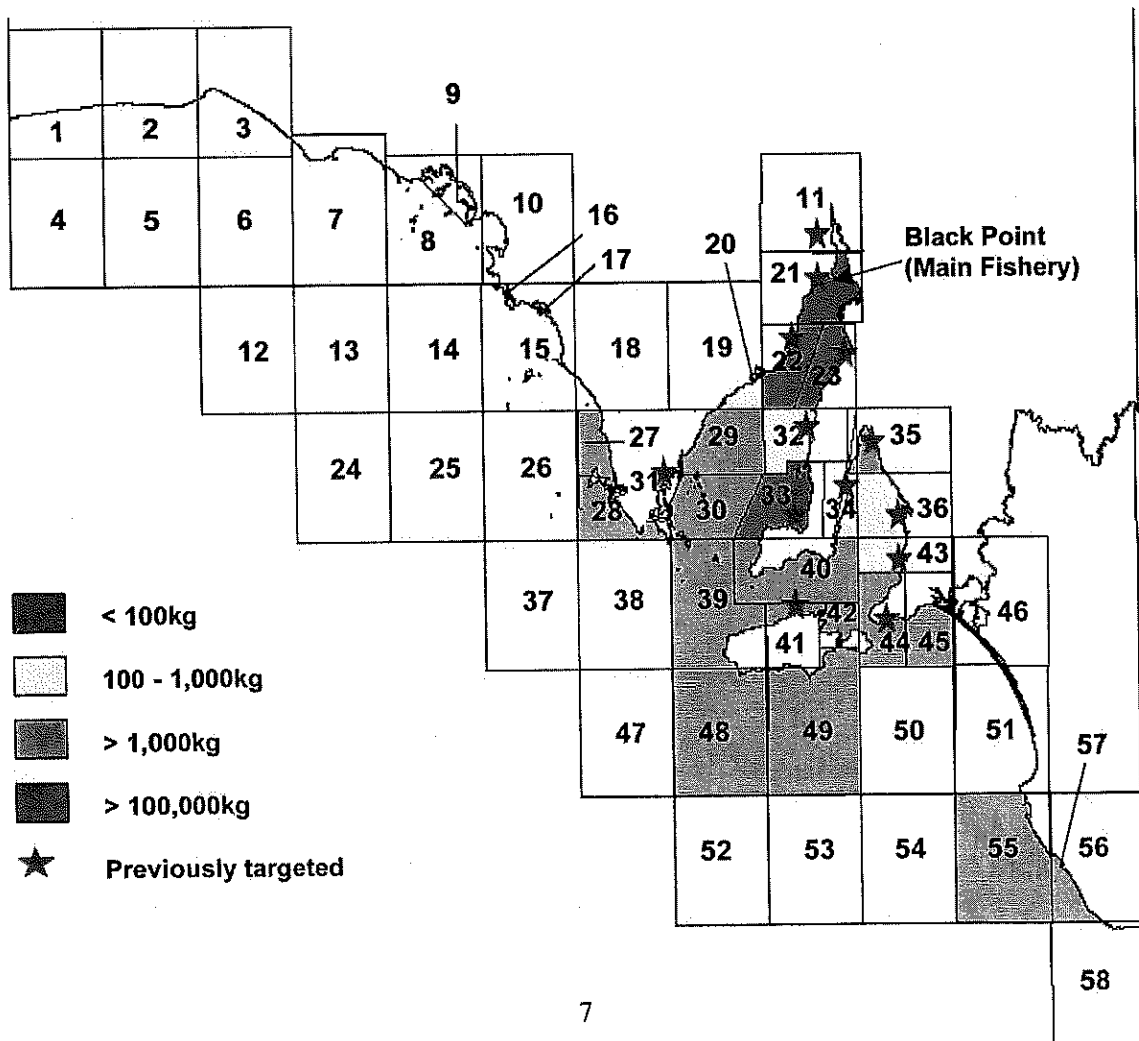 9
1 2 3
10
11
4 5 6 7
8
16
Black Point
(Main Fishery)
20
21
17
12 13 14 15 18 19
22 23
27 29 32 35
24 25 26
31
28 30 33 34 36
43
37 38 39 40 46
42
41 44 45
< 100kg
100 - 1,000kg
> 1,000kg
> 100,000kg
Previously targeted
47 48 49 50 51
57
52 53 54 55 56
58
7